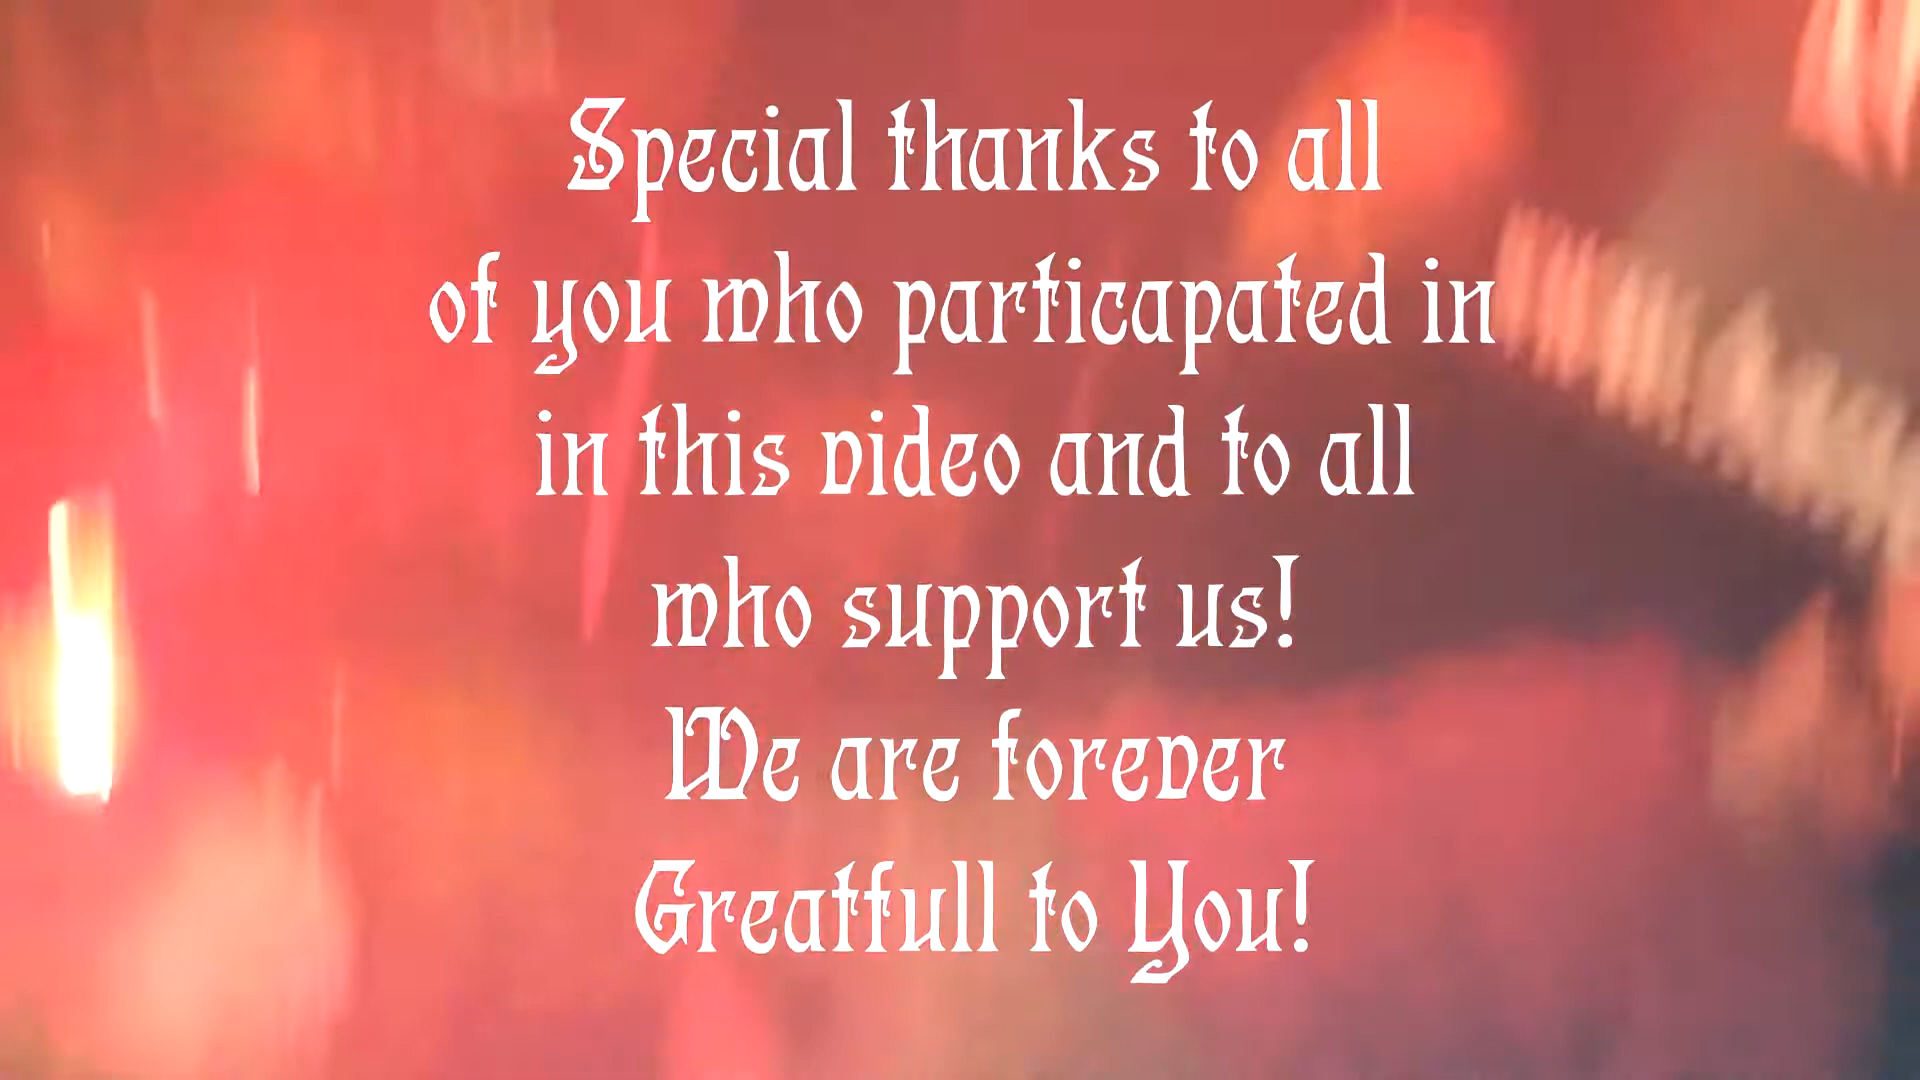 Special thanks to all
of you who particapated in
in this video and to all
who support us!
We are forever
Greatfull to You!